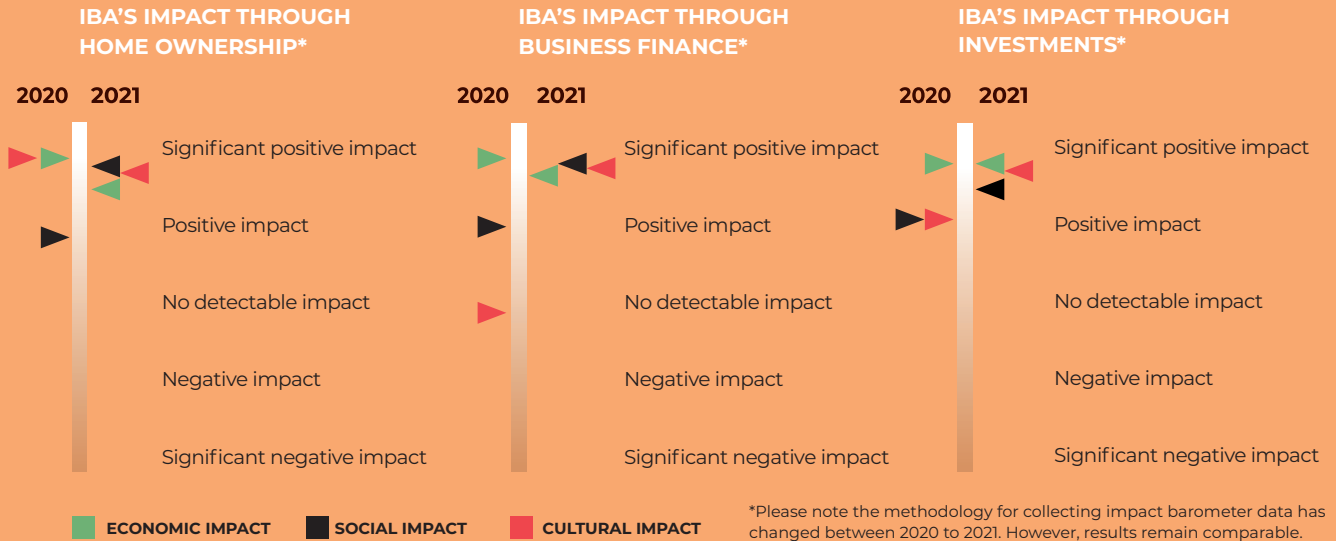 IBA’S IMPACT THROUGH
HOME OWNERSHIP*
2020 2021
Significant positive impact
Positive impact
No detectable impact
Negative impact
Significant negative impact
IBA’S IMPACT THROUGH
BUSINESS FINANCE*
2020 2021
Significant positive impact
Positive impact
No detectable impact
Negative impact
Significant negative impact
IBA’S IMPACT THROUGH
INVESTMENTS*
2020 2021
Significant positive impact
Positive impact
No detectable impact
Negative impact
Significant negative impact
ECONOMIC IMPACT
SOCIAL IMPACT
CULTURAL IMPACT
*Please note the methodology for collecting impact barometer data has
changed between 2020 to 2021. However, results remain comparable.